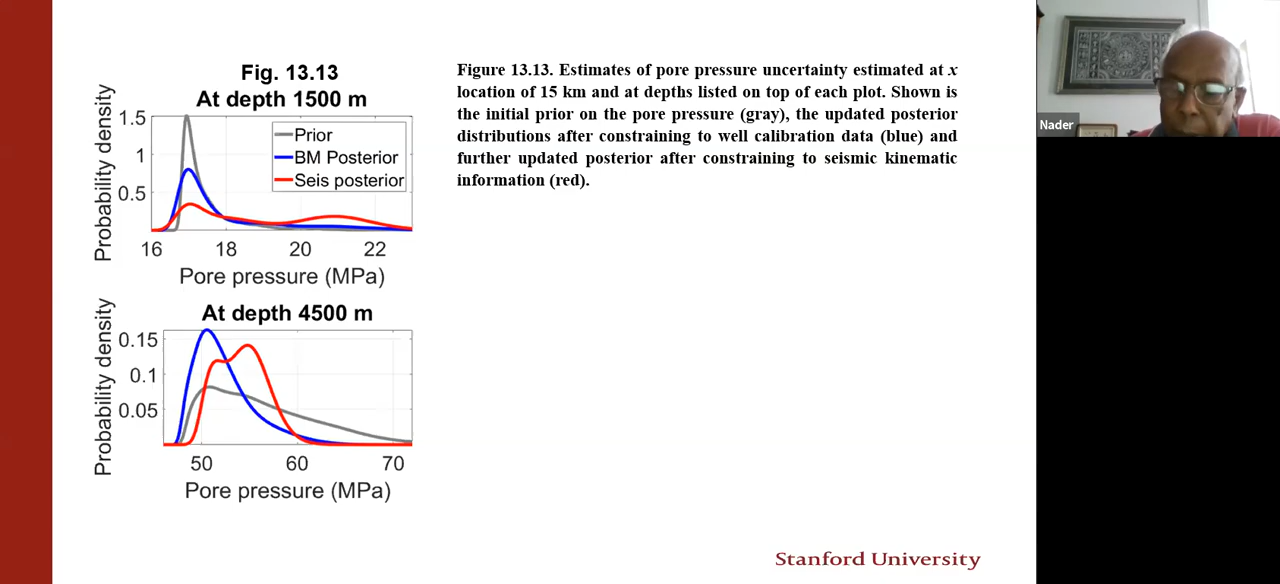 Fig. 13.13
At depth 1500 m
Probability density
1.5
1
0.5
Prior
BM Posterior
Seis posterior
16 18 20 22
Pore pressure (MPa)
At depth 4500 m
Probability density
0.15
0.1
0.05
50 60 70
Pore pressure (MPa)
Figure 13.13. Estimates of pore pressure uncertainty estimated at x
location of 15 km and at depths listed on top of each plot. Shown is
the initial prior on the pore pressure (gray), the updated posterior
distributions after constraining to well calibration data (blue) and
further updated posterior after constraining to seismic kinematic
information (red).
Nader
Stanford University